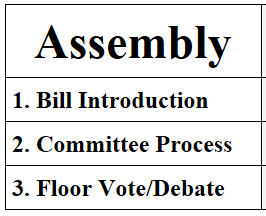 Assembly
1. Bill Introduction
2. Committee Process
3. Floor Vote/Debate